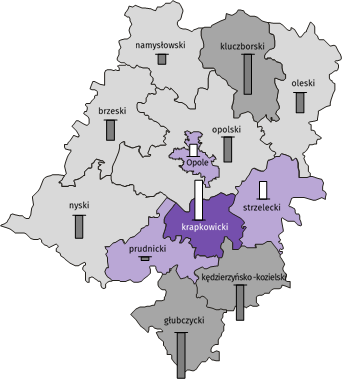 namysłowski
kluczborski
oleski
brzeski
opolski
Opole
nyski
strzelecki
krapkowicki
prudnicki
kędzierzyńsko-kozielski
głubczycki